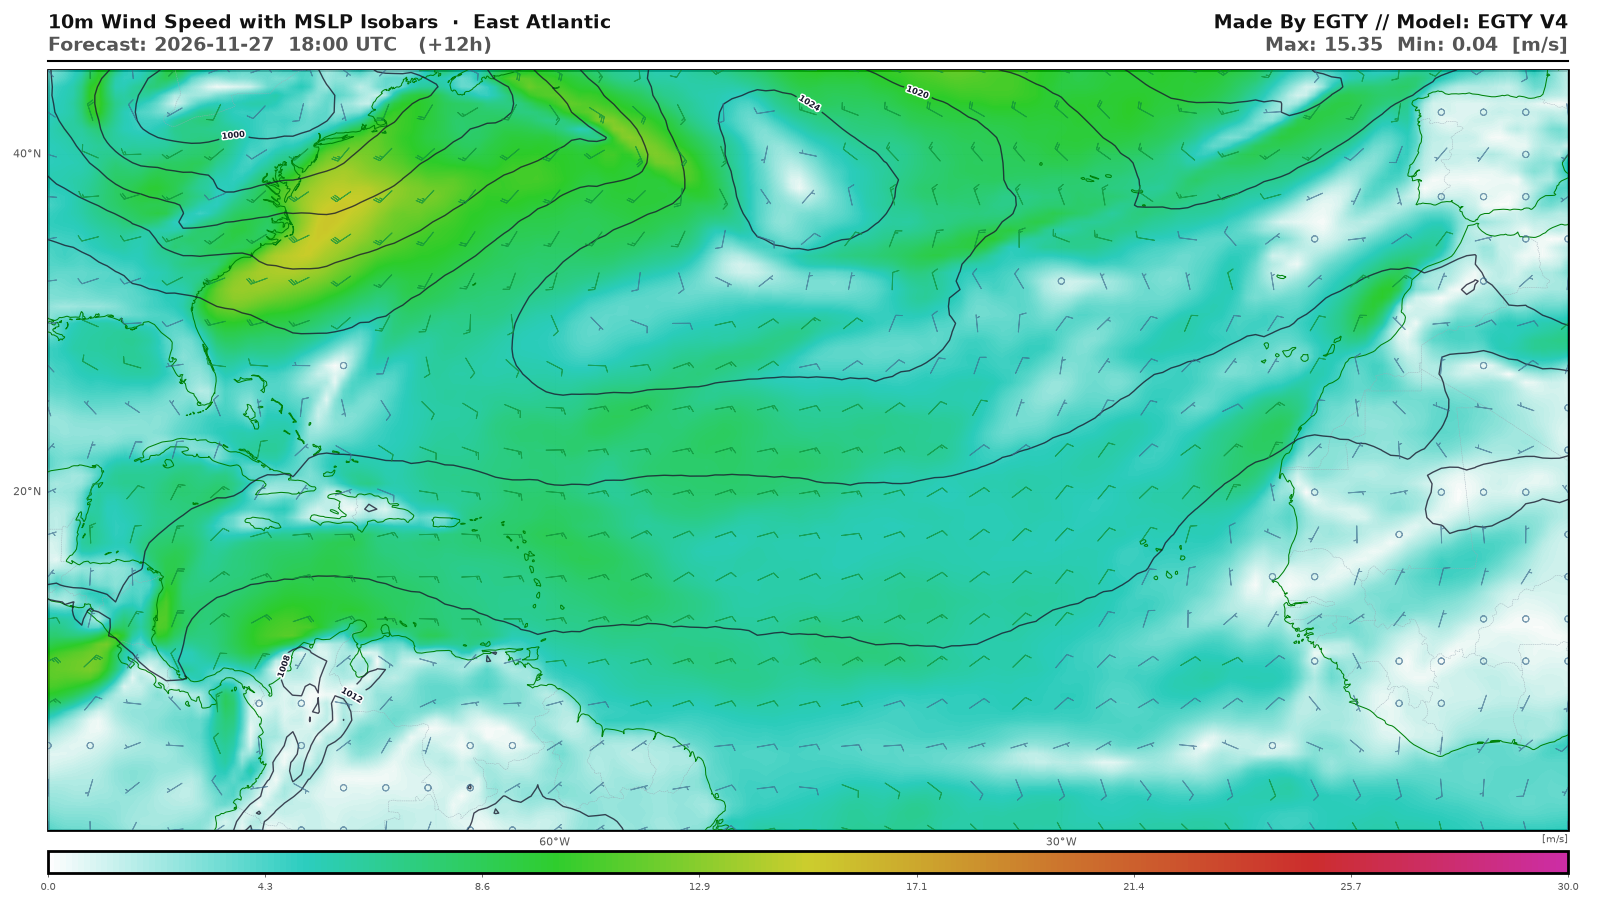 10m Wind Speed with MSLP Isobars · East Atlantic
Made By EGTY // Model: EGTY V4
Forecast: 2026-11-27 18:00 UTC (+12h)
Max: 15.35 Min: 0.04 [m/s]
1024
1020
1000
40°N
20°N
1008
1012
60°W
30°W
[m/s]
0.0
4.3
8.6
12.9
17.1
21.4
25.7
30.0